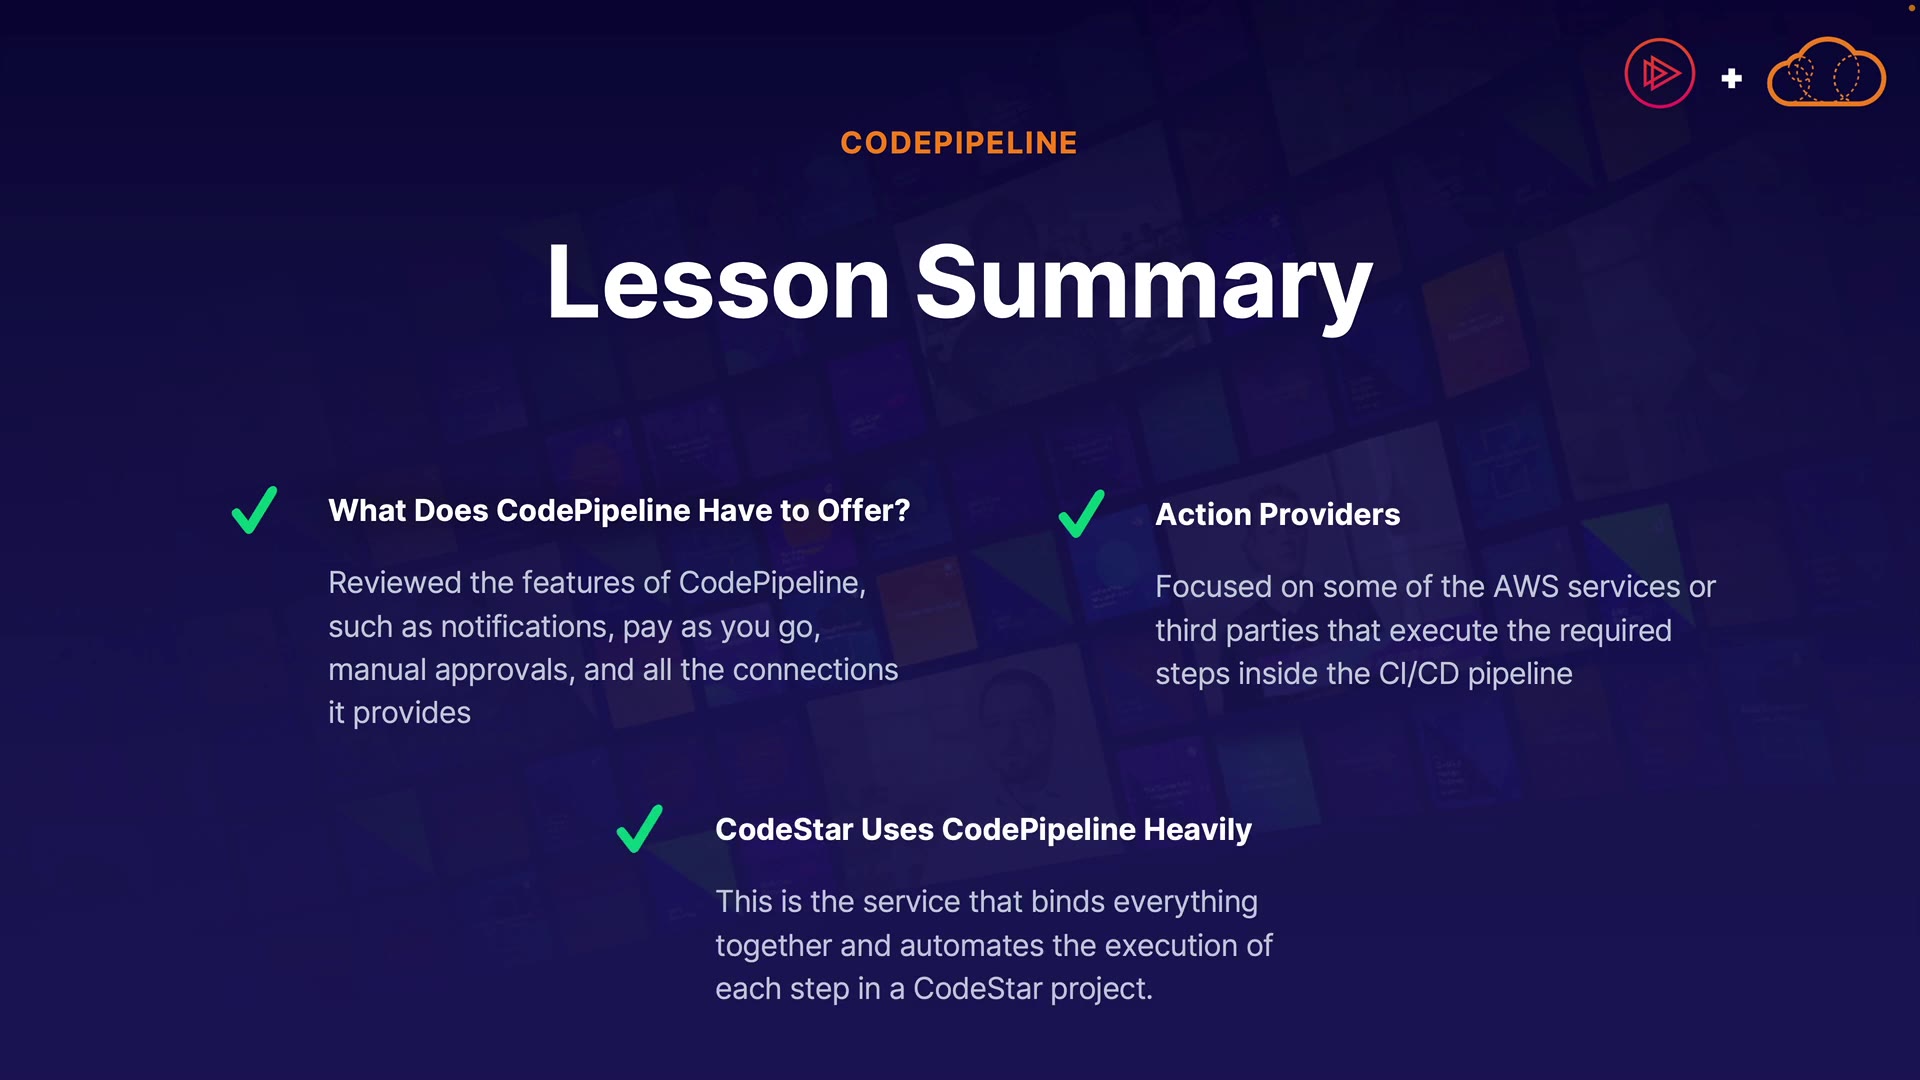 CODEPIPELINE
Lesson Summary
What Does CodePipeline Have to Offer?
Reviewed the features of CodePipeline,
such as notifications, pay as you go,
manual approvals, and all the connections
it provides
Action Providers
Focused on some of the AWS services or
third parties that execute the required
steps inside the CI/CD pipeline
CodeStar Uses CodePipeline Heavily
This is the service that binds everything
together and automates the execution of
each step in a CodeStar project.